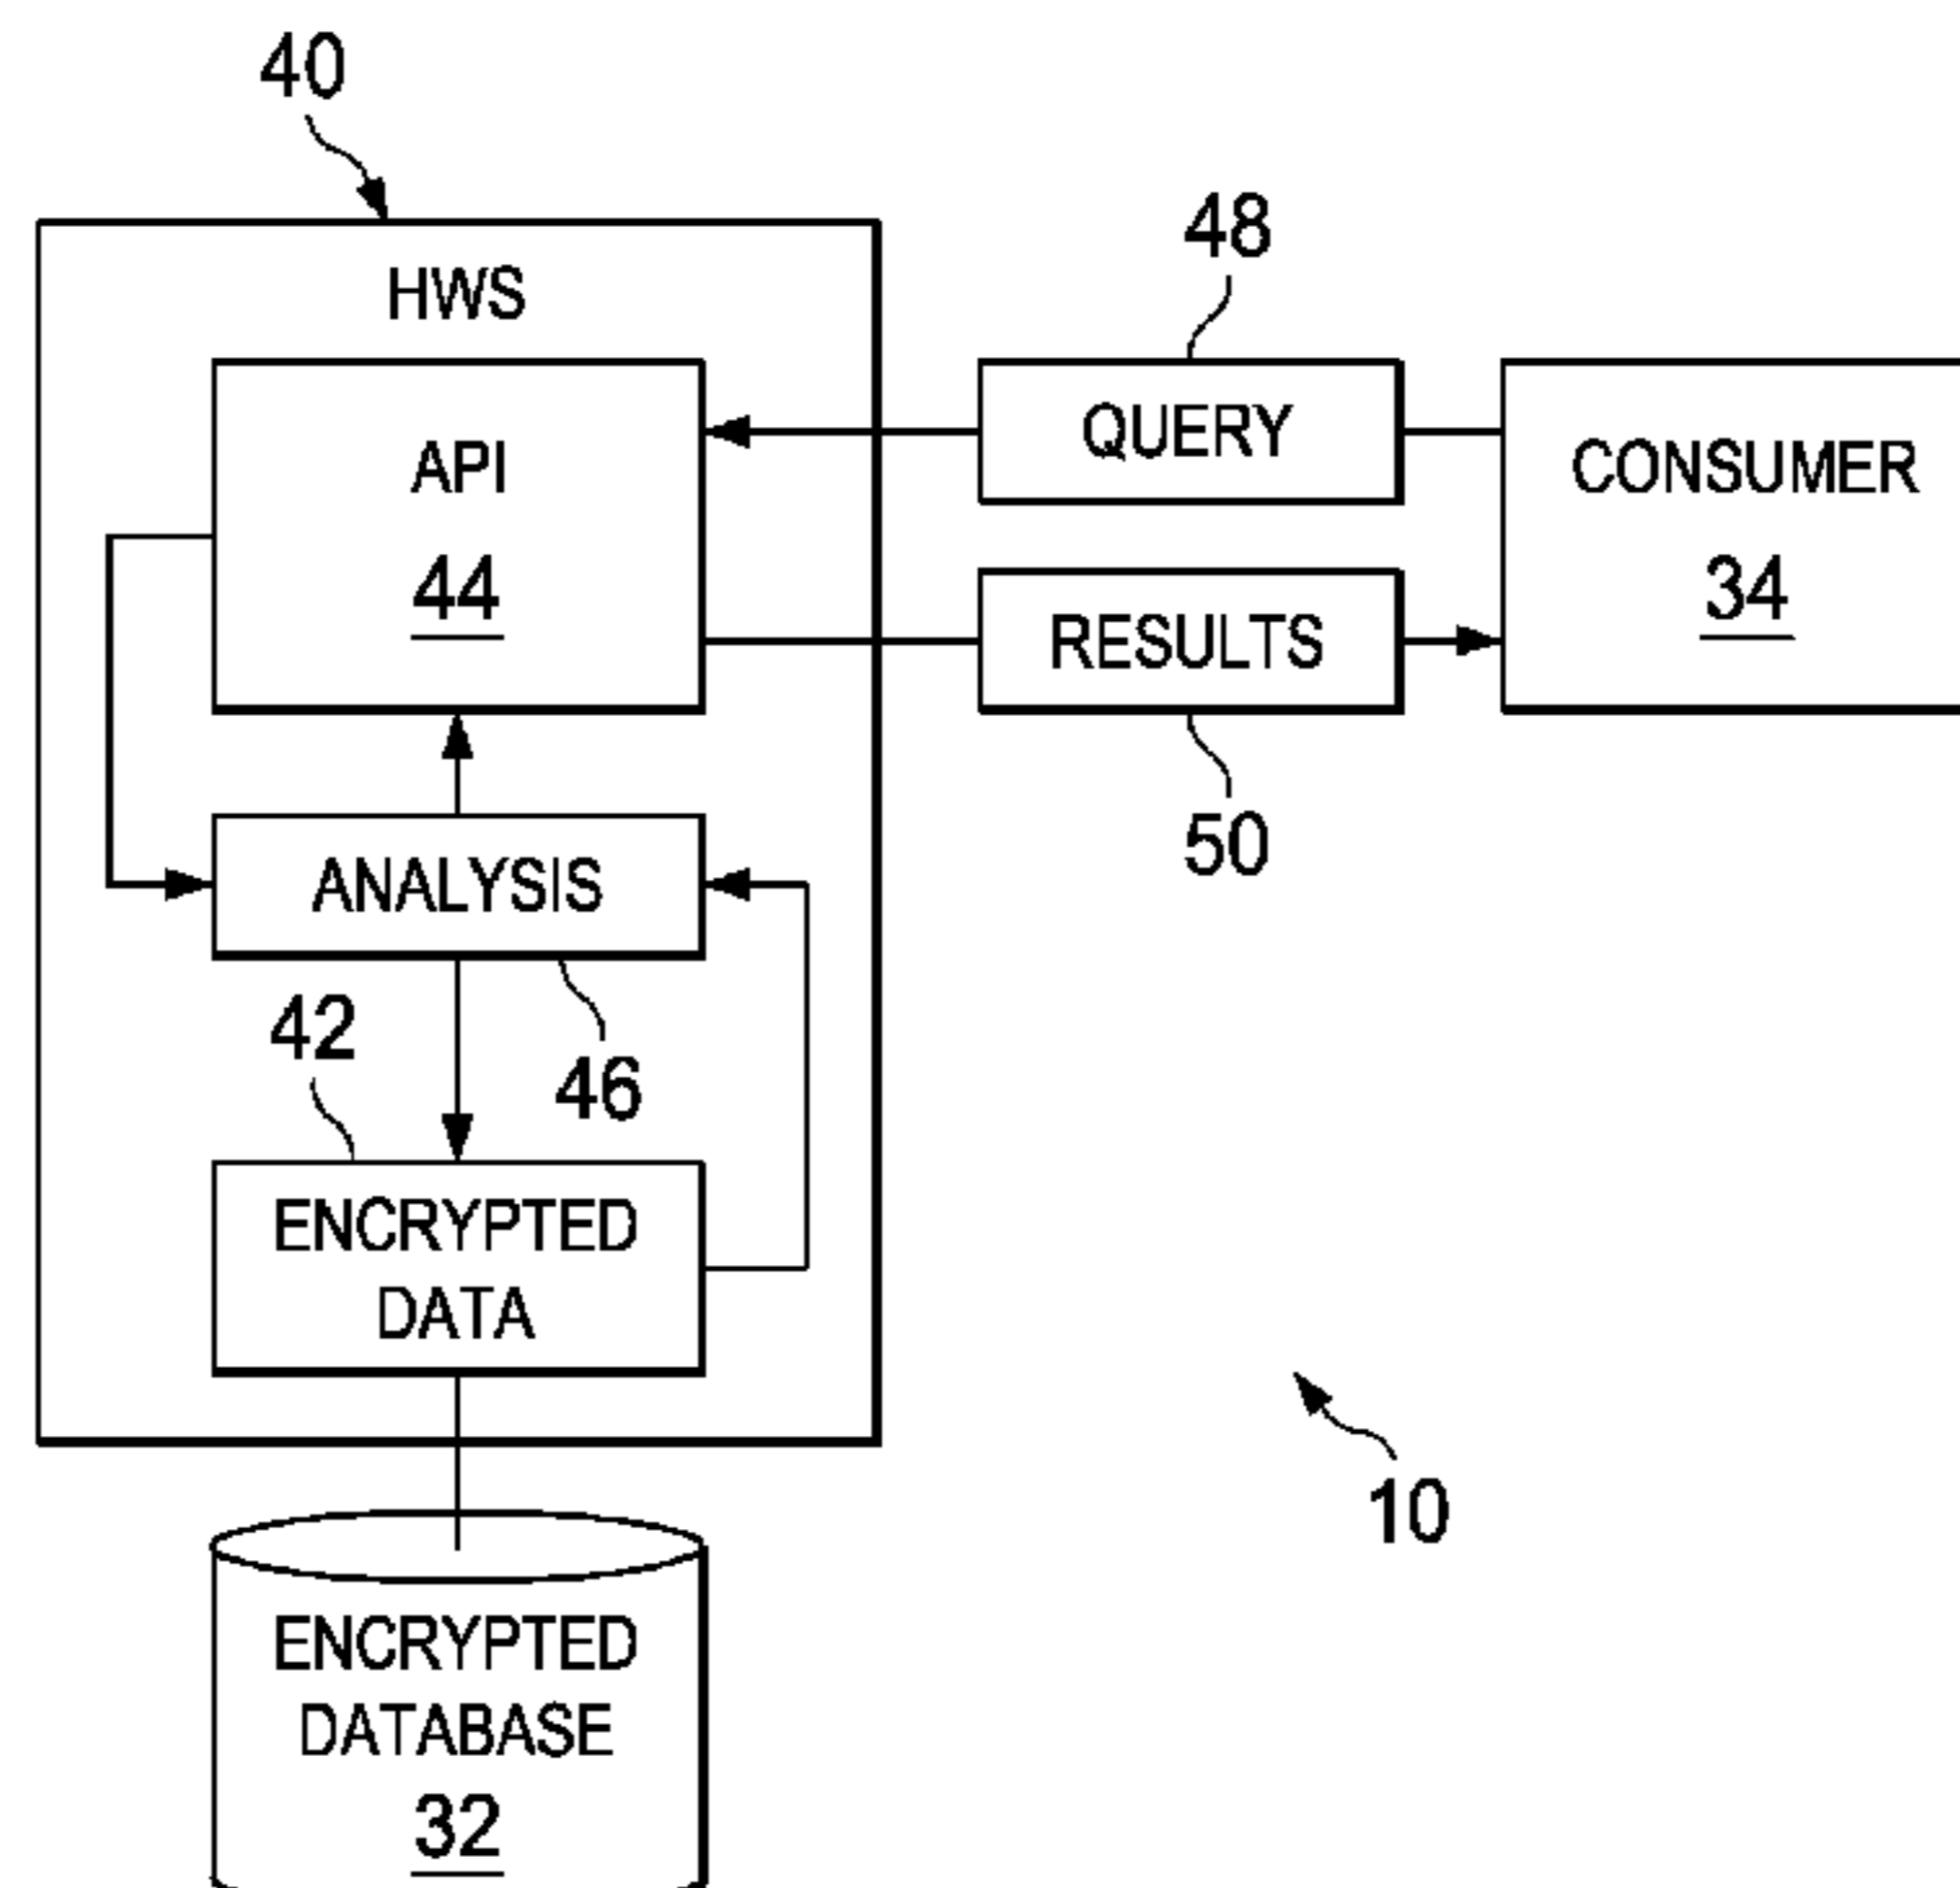 40
HWS
48
API
44
QUERY
CONSUMER
34
RESULTS
50
ANALYSIS
42
46
ENCRYPTED
DATA
10
ENCRYPTED
DATABASE
32